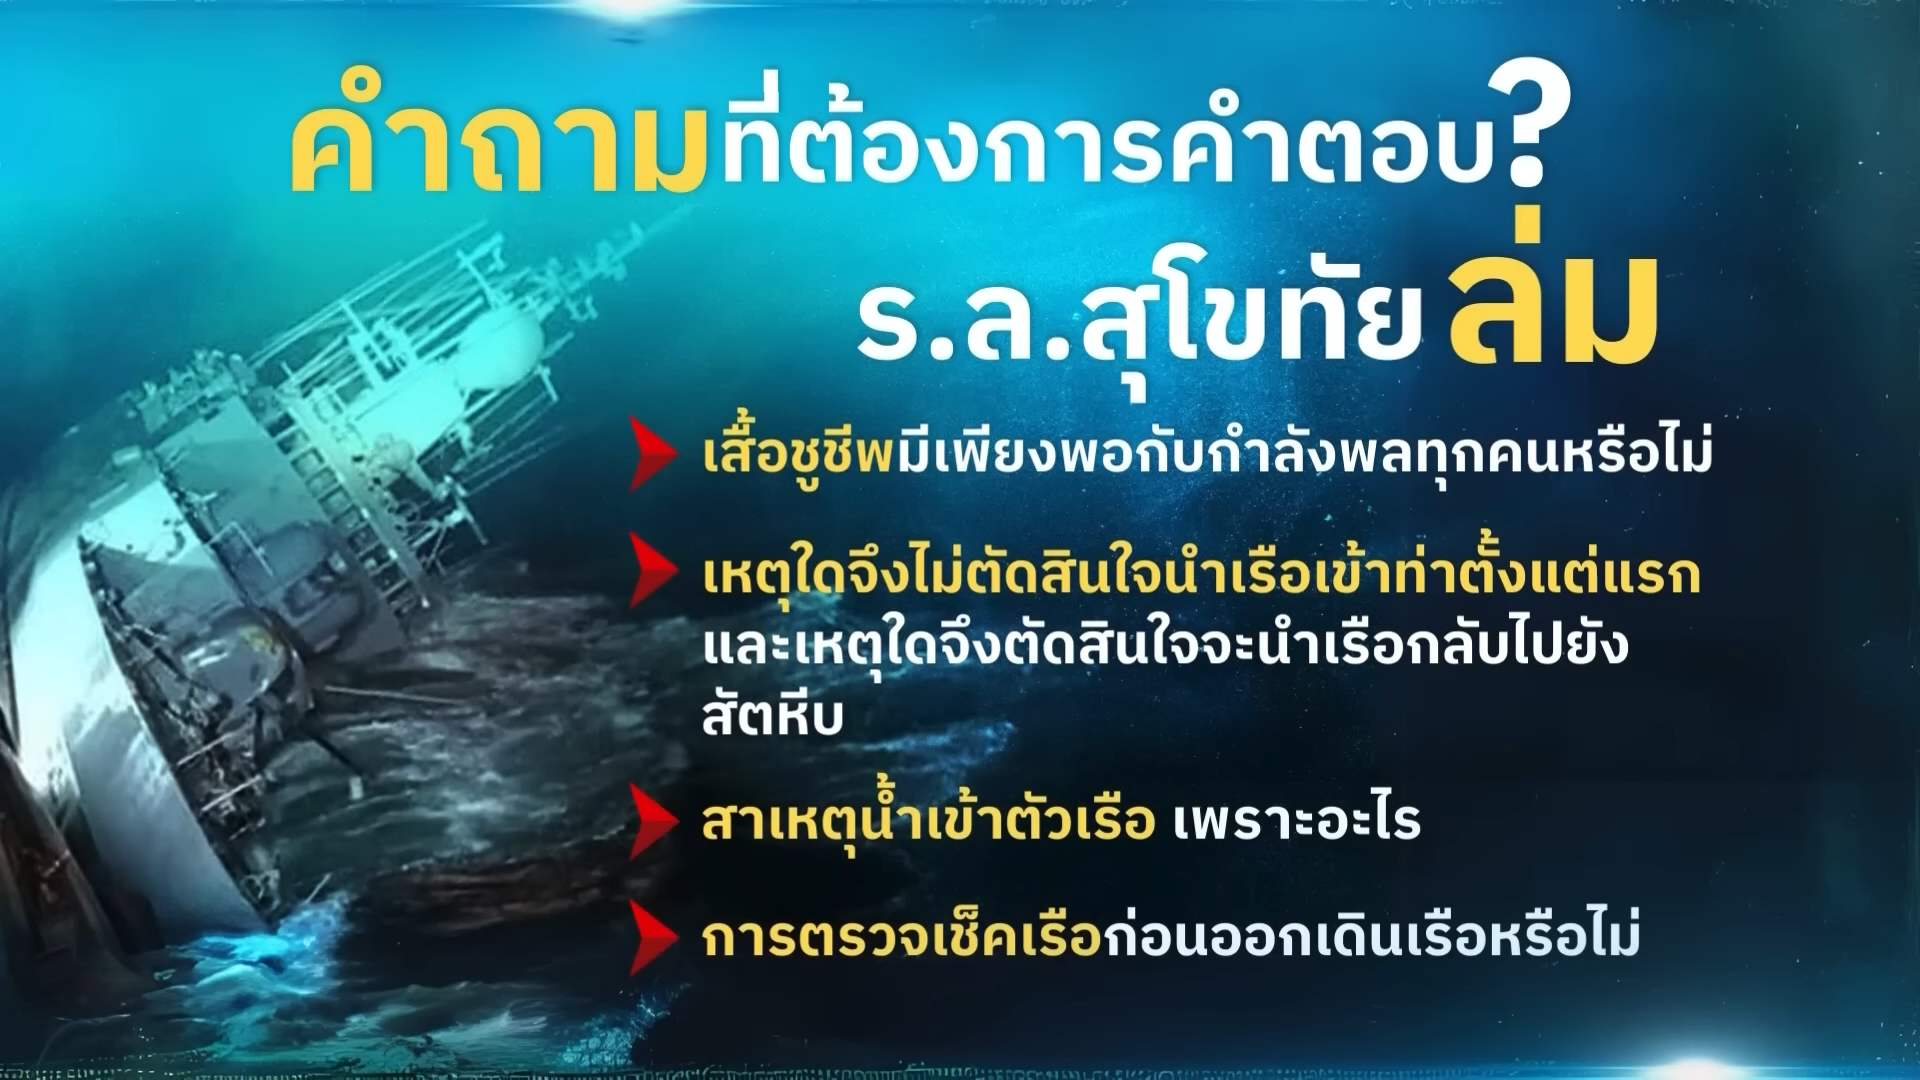 คำถามที่ต้องการคำตอบ?
ร.ล.สุโขทัย ล่ม
เสื้อชูชีพมีเพียงพอกับกำลังพลทุกคนหรือไม่
เหตุใดจึงไม่ตัดสินใจนำเรือเข้าท่าตั้งแต่แรก
และเหตุใดจึงตัดสินใจจะนำเรือกลับไปยัง
สัตหีบ
สาเหตุน้ำเข้าตัวเรือ เพราะอะไร
การตรวจเช็คเรือก่อนออกเดินเรือหรือไม่